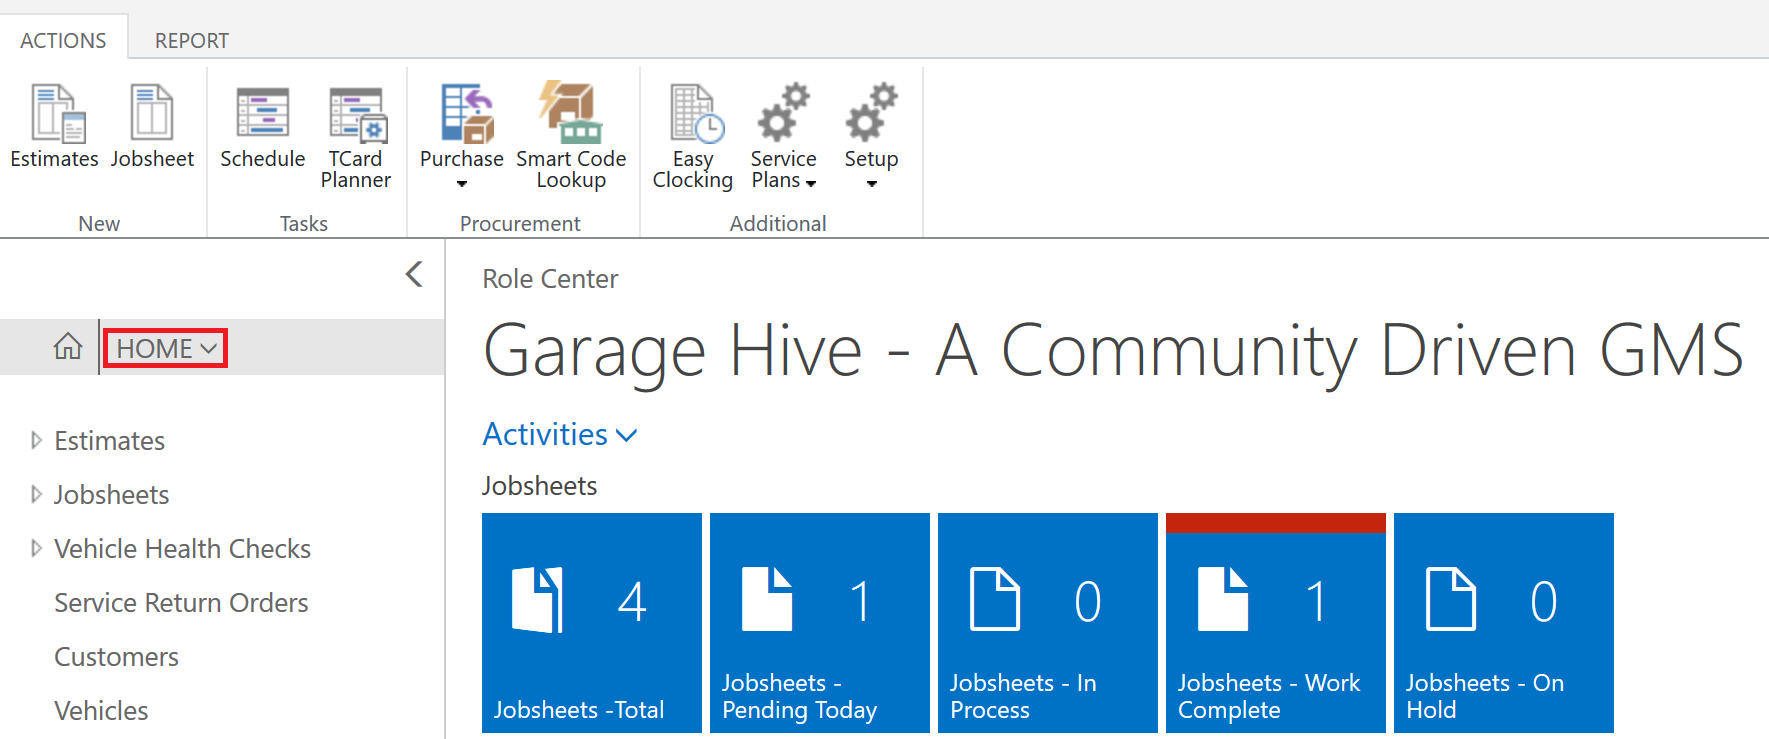 ACTIONS REPORT
Estimates Jobsheet Schedule TCard Planner Purchase Smart Code Lookup Easy Clocking Service Plans Setup
New Tasks Procurement Additional
HOME
Estimates
Jobsheets
Vehicle Health Checks
Service Return Orders
Customers
Vehicles
Role Center
Garage Hive - A Community Driven GMS
Activities
Jobsheets
4
Jobsheets -Total
1
Jobsheets -
Pending Today
0
Jobsheets - In
Process
1
Jobsheets - Work
Complete
0
Jobsheets - On
Hold